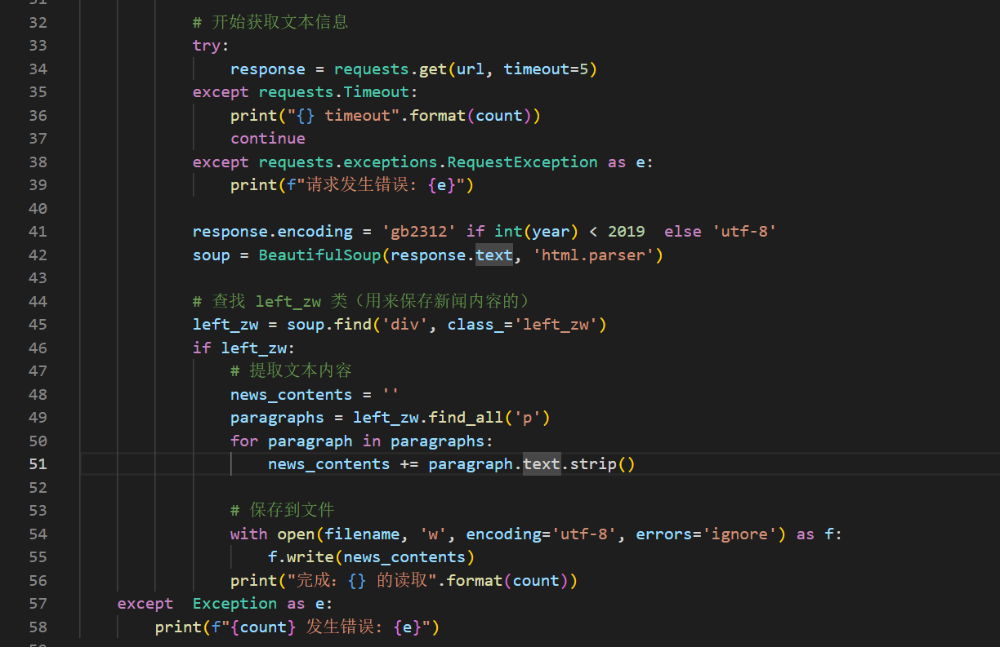 32 # 开始获取文本信息
33 try:
34 response = requests.get(url, timeout=5)
35 except requests.Timeout:
36 print("{} timeout".format(count))
37 continue
38 except requests.exceptions.RequestException as e:
39 print(f"请求发生错误: {e}")
40
41 response.encoding = 'gb2312' if int(year) < 2019  else 'utf-8'
42 soup = BeautifulSoup(response.text, 'html.parser')
43
44 # 查找 left_zw 类（用来保存新闻内容的）
45 left_zw = soup.find('div', class_='left_zw')
46 if left_zw:
47 # 提取文本内容
48 news_contents = ''
49 paragraphs = left_zw.find_all('p')
50 for paragraph in paragraphs:
51 news_contents += paragraph.text.strip()
52
53 # 保存到文件
54 with open(filename, 'w', encoding='utf-8', errors='ignore') as f:
55 f.write(news_contents)
56 print("完成: {} 的读取".format(count))
57 except  Exception as e:
58 print(f"{count} 发生错误: {e}")